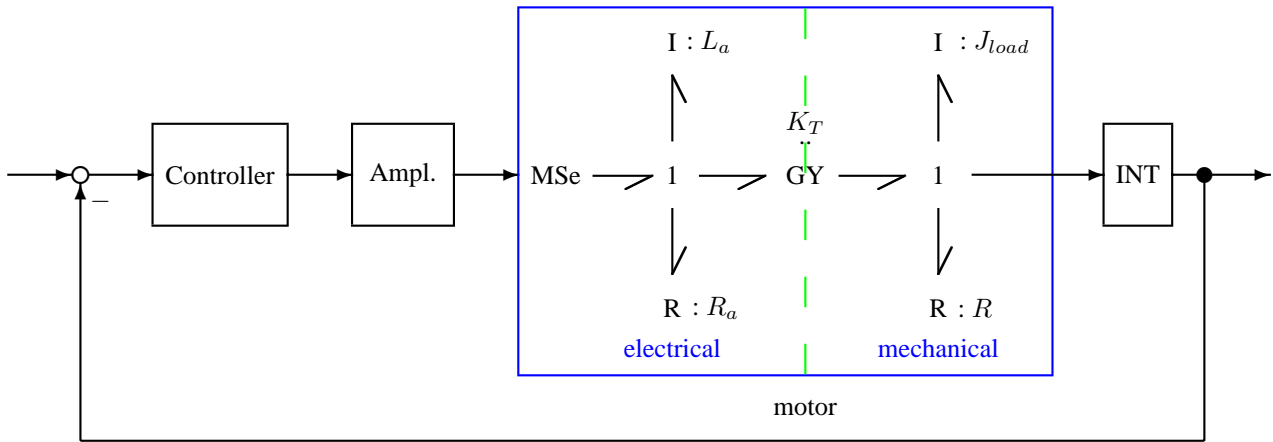 I : L_a
I : J_load
K_T
..
Controller
Ampl.
MSe
1
GY
1
INT
−
R : R_a
R : R
electrical
mechanical
motor